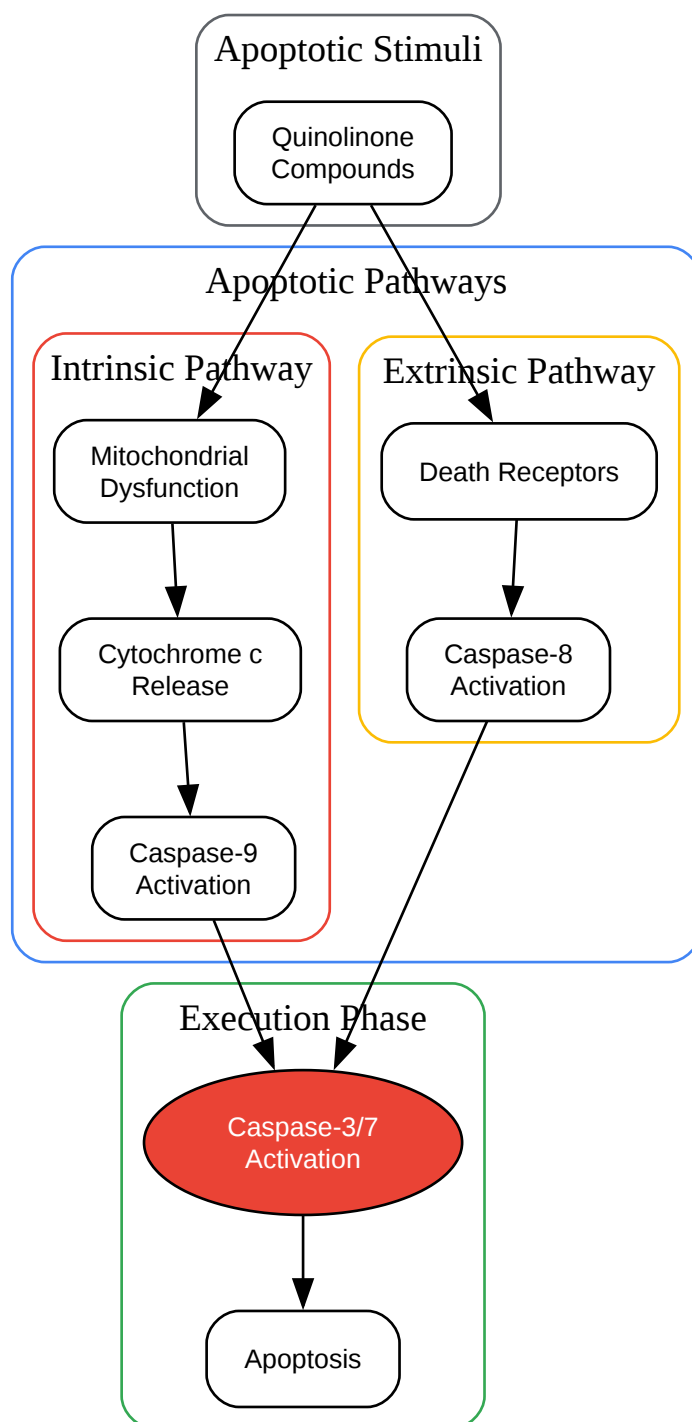 Apoptotic Stimuli
Quinolinone
Compounds
Apoptotic Pathways
Intrinsic Pathway
Mitochondrial
Dysfunction
Cytochrome c
Release
Caspase-9
Activation
Extrinsic Pathway
Death Receptors
Caspase-8
Activation
Execution Phase
Caspase-3/7
Activation
Apoptosis